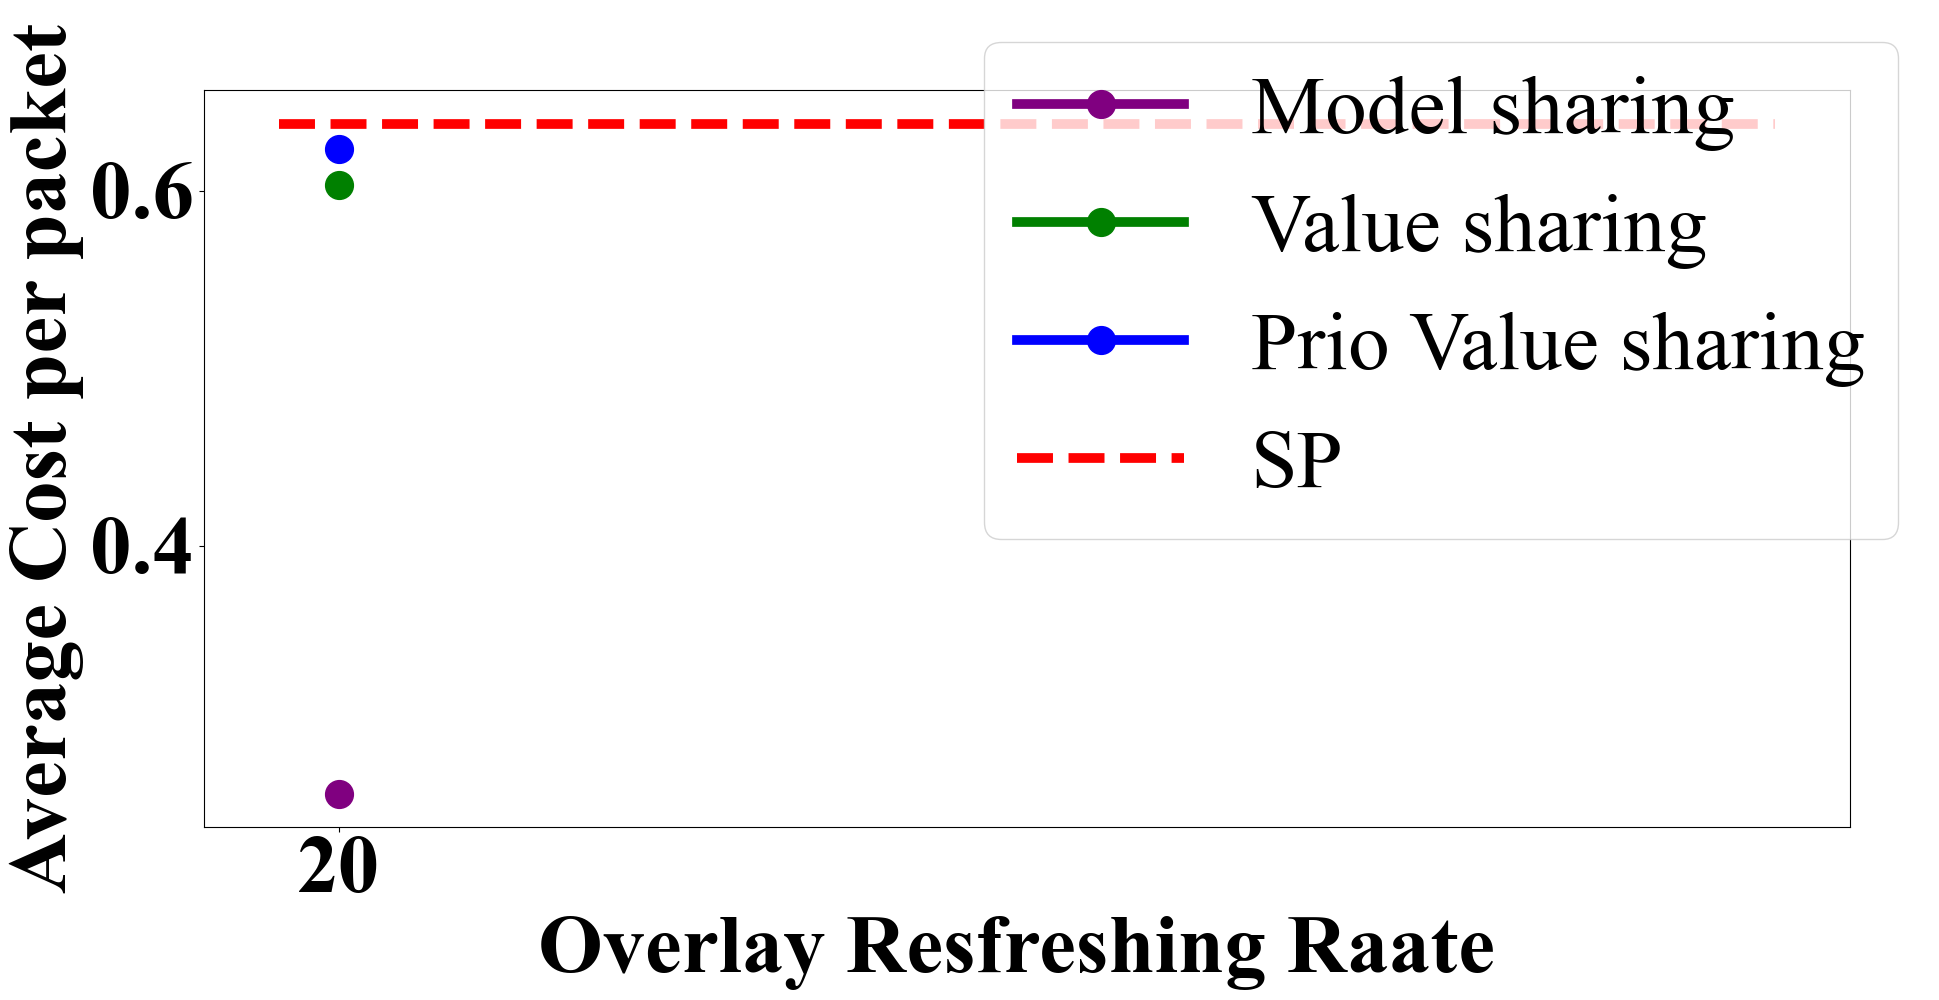 Average Cost per packet
0.6
0.4
20
Overlay Resfreshing Raate
Model sharing
Value sharing
Prio Value sharing
SP